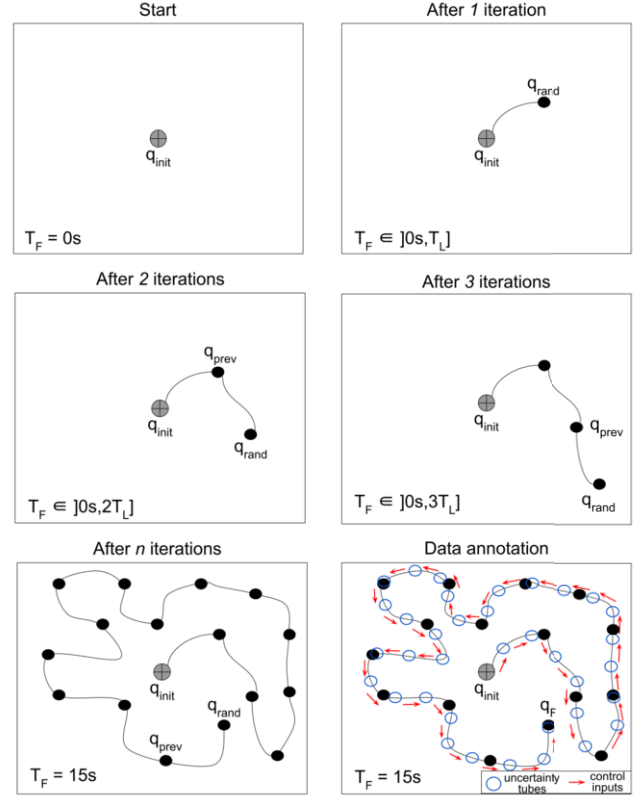 Start
q_init
T_F = 0s
After 1 iteration
q_rand
q_init
T_F ∈ ]0s,T_L]
After 2 iterations
q_prev
q_init
q_rand
T_F ∈ ]0s,2T_L]
After 3 iterations
q_init
q_prev
q_rand
T_F ∈ ]0s,3T_L]
After n iterations
q_init
q_rand
q_prev
T_F = 15s
Data annotation
q_init
q_F
T_F = 15s
uncertainty tubes
control inputs